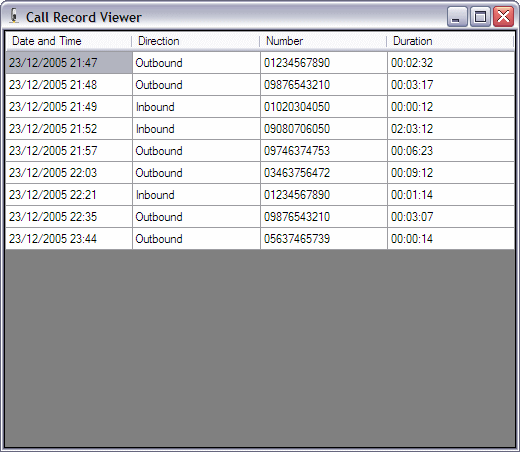 Call Record Viewer
Date and Time Direction Number Duration
23/12/2005 21:47 Outbound 01234567890 00:02:32
23/12/2005 21:48 Outbound 09876543210 00:03:17
23/12/2005 21:49 Inbound 01020304050 00:00:12
23/12/2005 21:52 Inbound 09080706050 02:03:12
23/12/2005 21:57 Outbound 09746374753 00:06:23
23/12/2005 22:03 Outbound 03463756472 00:09:12
23/12/2005 22:21 Inbound 01234567890 00:01:14
23/12/2005 22:35 Outbound 09876543210 00:03:07
23/12/2005 23:44 Outbound 05637465739 00:00:14